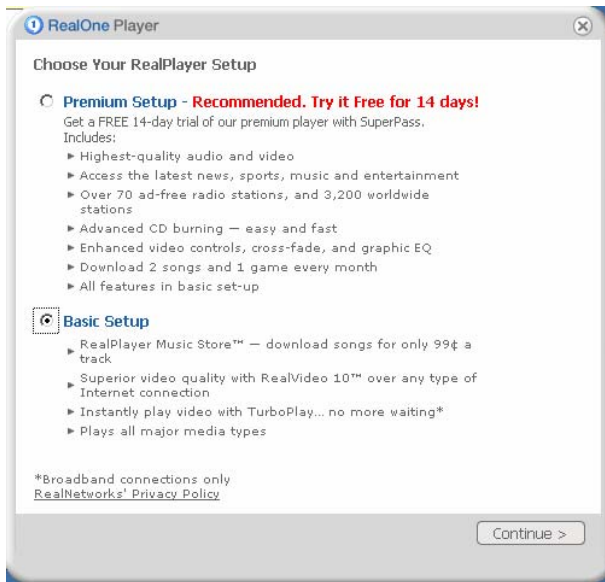 RealOne Player
Choose Your RealPlayer Setup
Premium Setup - Recommended. Try it Free for 14 days!
Get a FREE 14-day trial of our premium player with SuperPass.
Includes:
Highest-quality audio and video
Access the latest news, sports, music and entertainment
Over 70 ad-free radio stations, and 3,200 worldwide
stations
Advanced CD burning — easy and fast
Enhanced video controls, cross-fade, and graphic EQ
Download 2 songs and 1 game every month
All features in basic set-up
Basic Setup
RealPlayer Music Store™ — download songs for only 99¢ a
track
Superior video quality with RealVideo 10™ over any type of
Internet connection
Instantly play video with TurboPlay... no more waiting*
Plays all major media types
*Broadband connections only
RealNetworks' Privacy Policy
Continue >